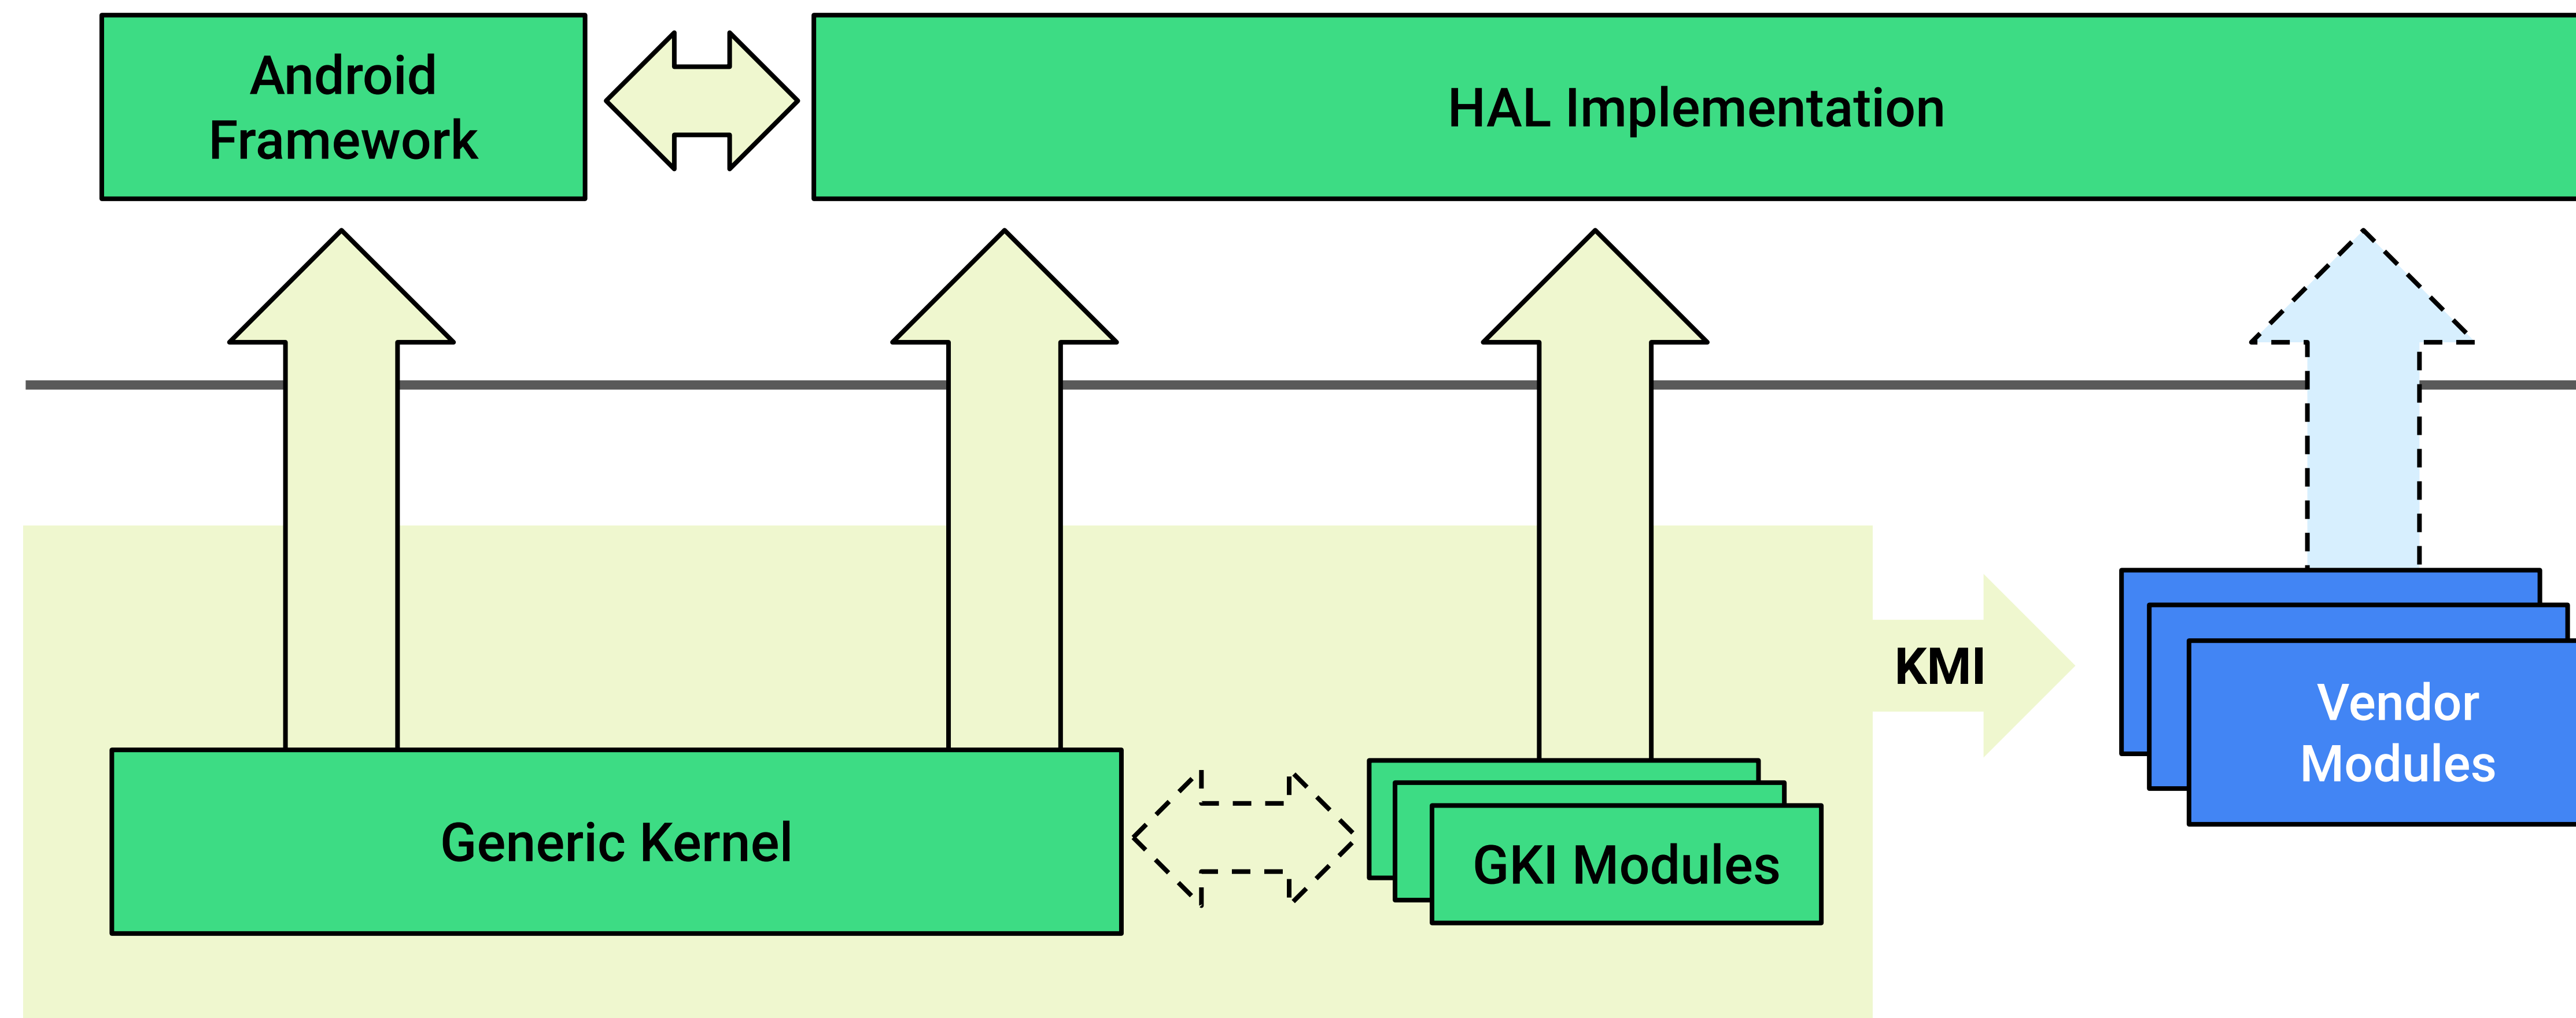 Android
Framework
HAL Implementation
KMI
Vendor
Modules
Generic Kernel
GKI Modules